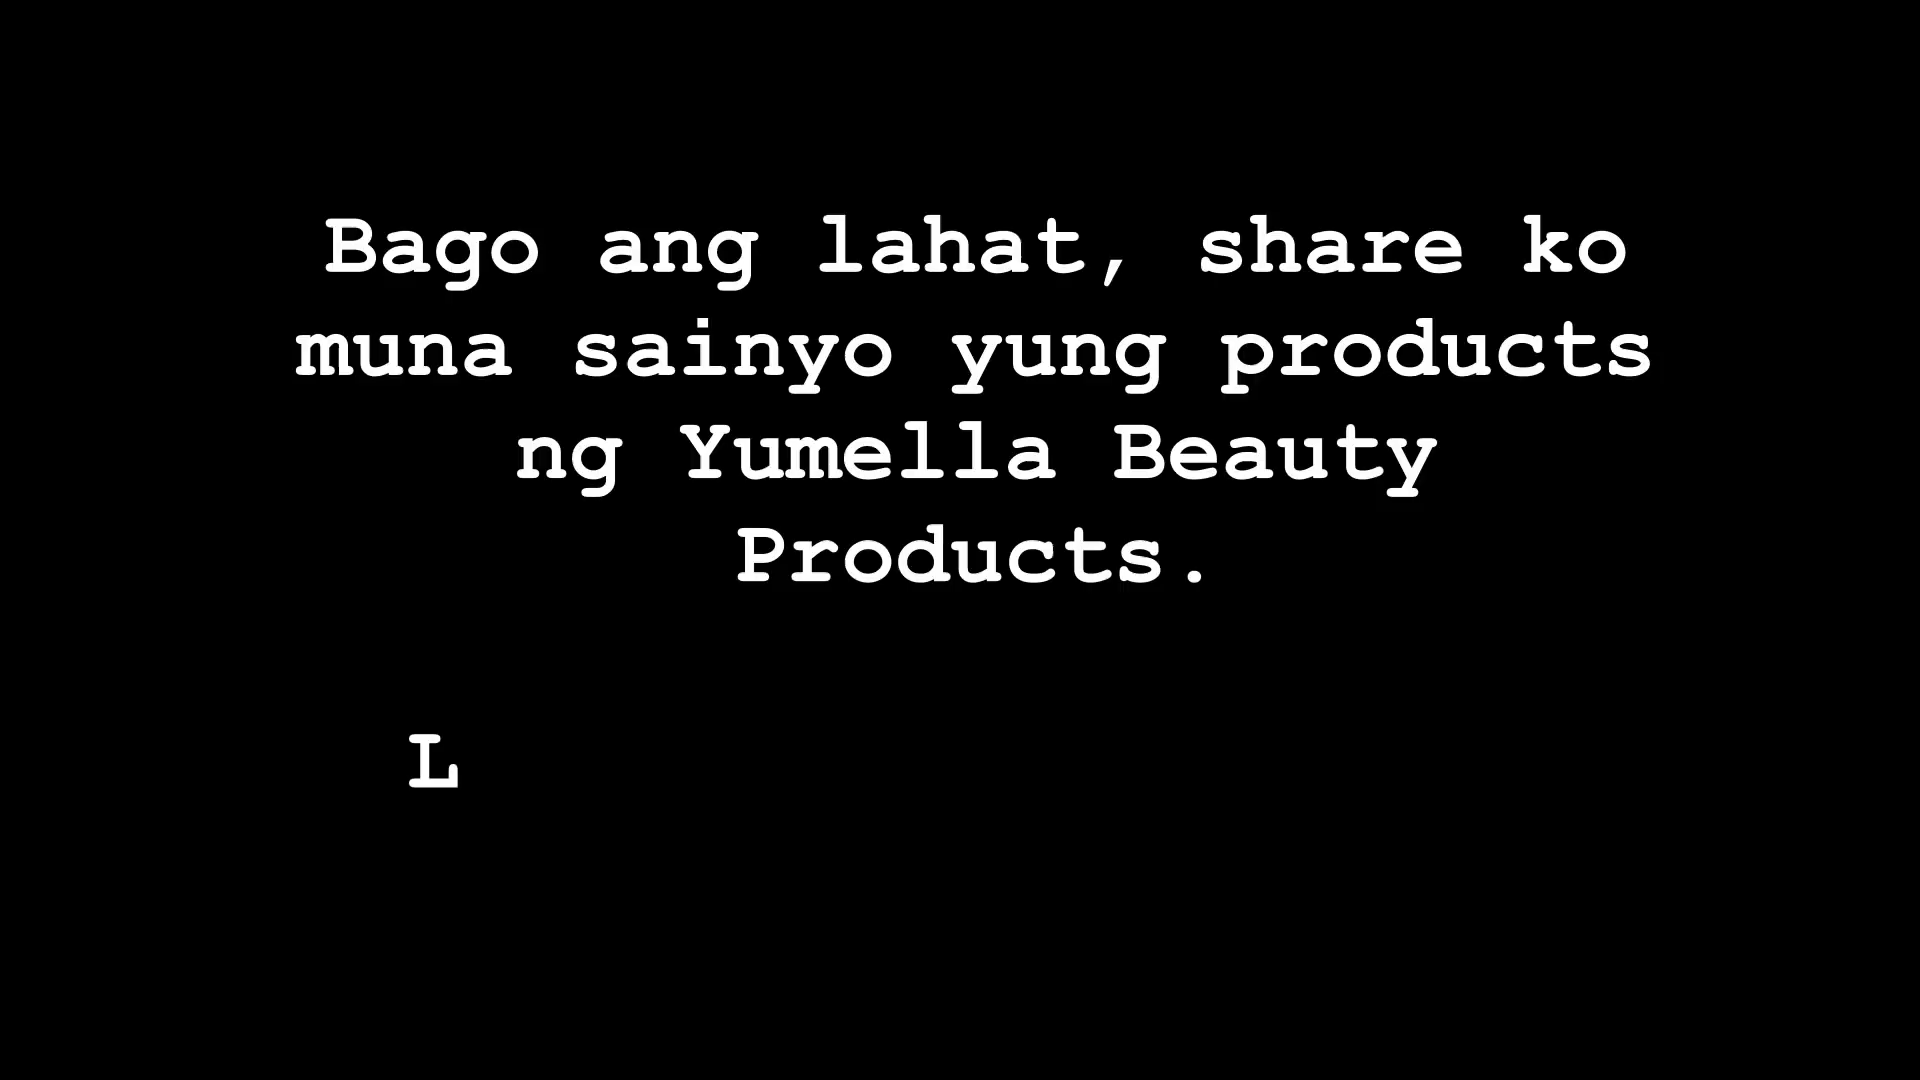 Bago ang lahat, share ko
muna sainyo yung products
ng Yumella Beauty
Products.
L